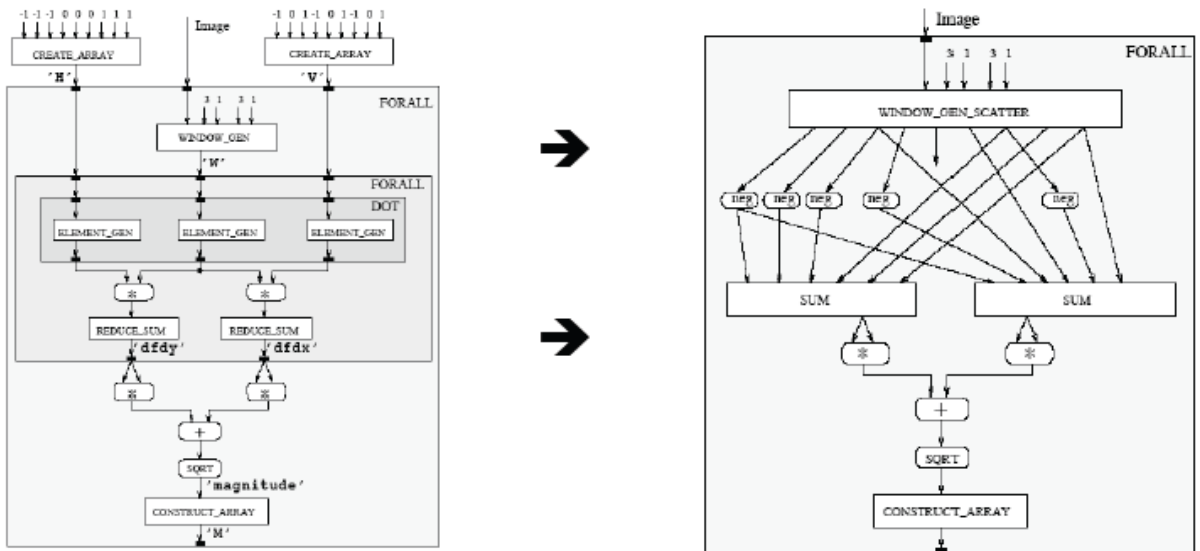 -1 -1 -1 0 0 0 1 1 1
Image
-1 0 1 -1 0 1 -1 0 1
CREATE_ARRAY
CREATE_ARRAY
'H'
'V'
FORALL
3 1 3 1
WINDOW_GEN
'W'
FORALL
DOT
ELEMENT_GEN
ELEMENT_GEN
ELEMENT_GEN
*
*
REDUCE_SUM
REDUCE_SUM
'dfdy'
'dfdx'
*
*
+
SQRT
'magnitude'
CONSTRUCT_ARRAY
'M'
Image
FORALL
3 1 3 1
WINDOW_GEN_SCATTER
neg
neg
neg
neg
neg
SUM
SUM
*
*
+
SQRT
CONSTRUCT_ARRAY